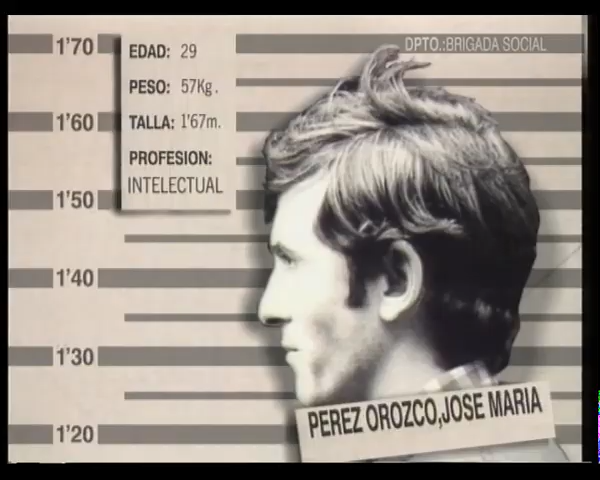 DPTO.:BRIGADA SOCIAL
1'70
EDAD: 29
PESO: 57Kg.
1'60
TALLA: 1'67m.
PROFESION:
INTELECTUAL
1'50
1'40
1'30
PEREZ OROZCO,JOSE MARIA
1'20